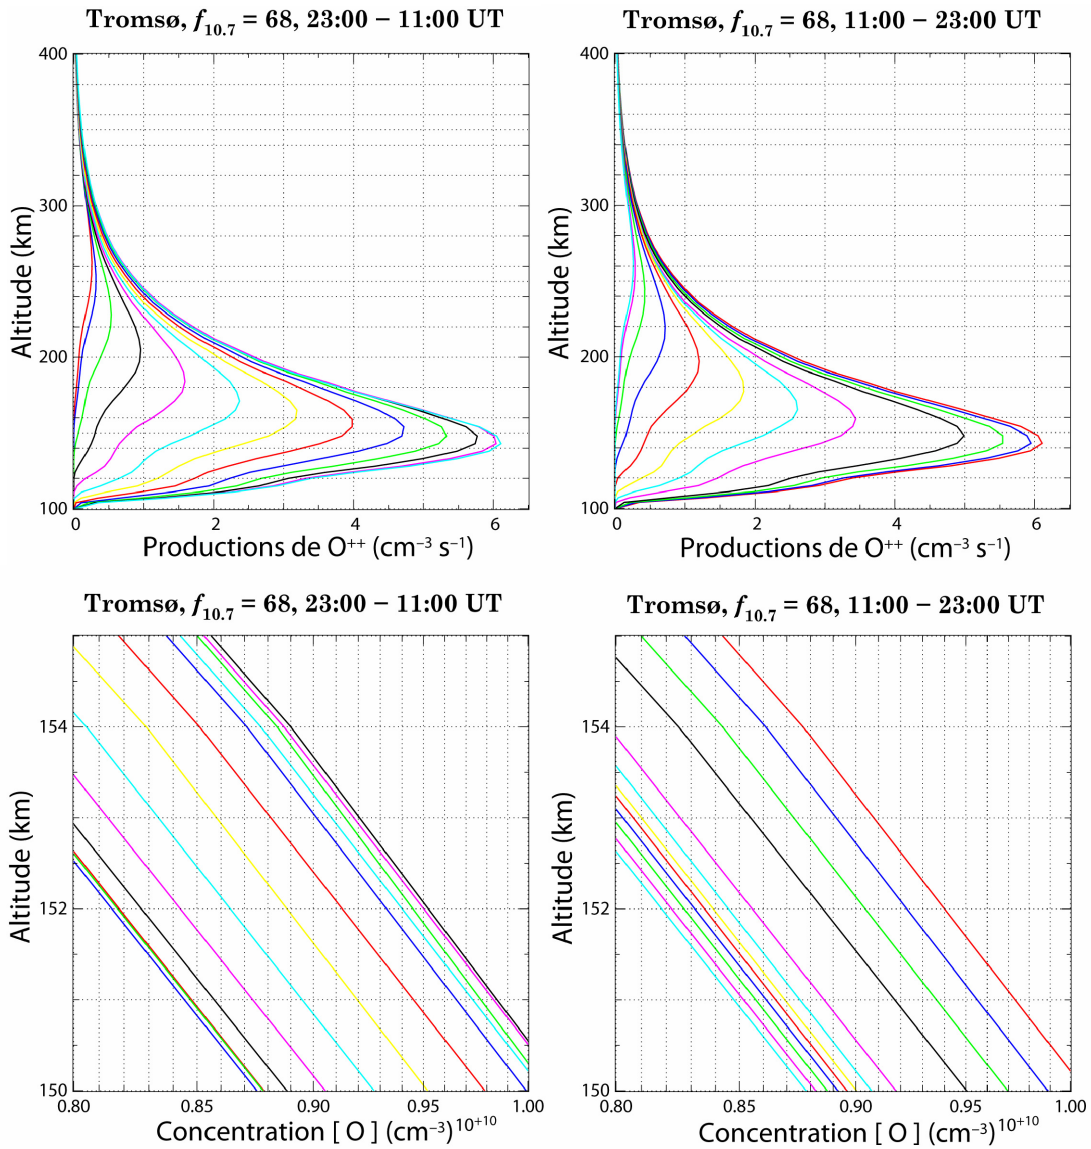 Tromsø, f10.7 = 68, 23:00 − 11:00 UT
400
300
200
100
0
2
4
6
Altitude (km)
Productions de O++ (cm−3 s−1)
Tromsø, f10.7 = 68, 11:00 − 23:00 UT
400
300
200
100
0
2
4
6
Altitude (km)
Productions de O++ (cm−3 s−1)
Tromsø, f10.7 = 68, 23:00 − 11:00 UT
154
152
150
0.80
0.85
0.90
0.95
1.00
Altitude (km)
Concentration [ O ] (cm−3)10+10
Tromsø, f10.7 = 68, 11:00 − 23:00 UT
154
152
150
0.80
0.85
0.90
0.95
1.00
Altitude (km)
Concentration [ O ] (cm−3)10+10